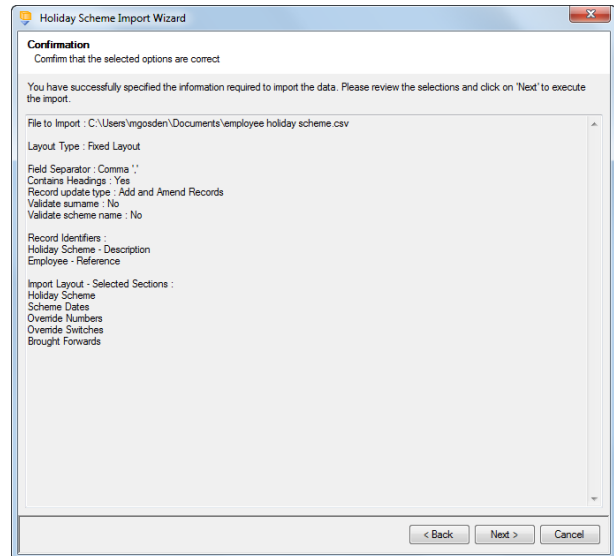 Holiday Scheme Import Wizard
Confirmation
Comfirm that the selected options are correct
You have successfully specified the information required to import the data. Please review the selections and click on 'Next' to execute
the import.
File to Import : C:\Users\mgosden\Documents\employee holiday scheme.csv
Layout Type : Fixed Layout
Field Separator : Comma ','
Contains Headings : Yes
Record update type : Add and Amend Records
Validate surname : No
Validate scheme name : No
Record Identifiers :
Holiday Scheme - Description
Employee - Reference
Import Layout - Selected Sections :
Holiday Scheme
Scheme Dates
Override Numbers
Override Switches
Brought Forwards
< Back Next > Cancel